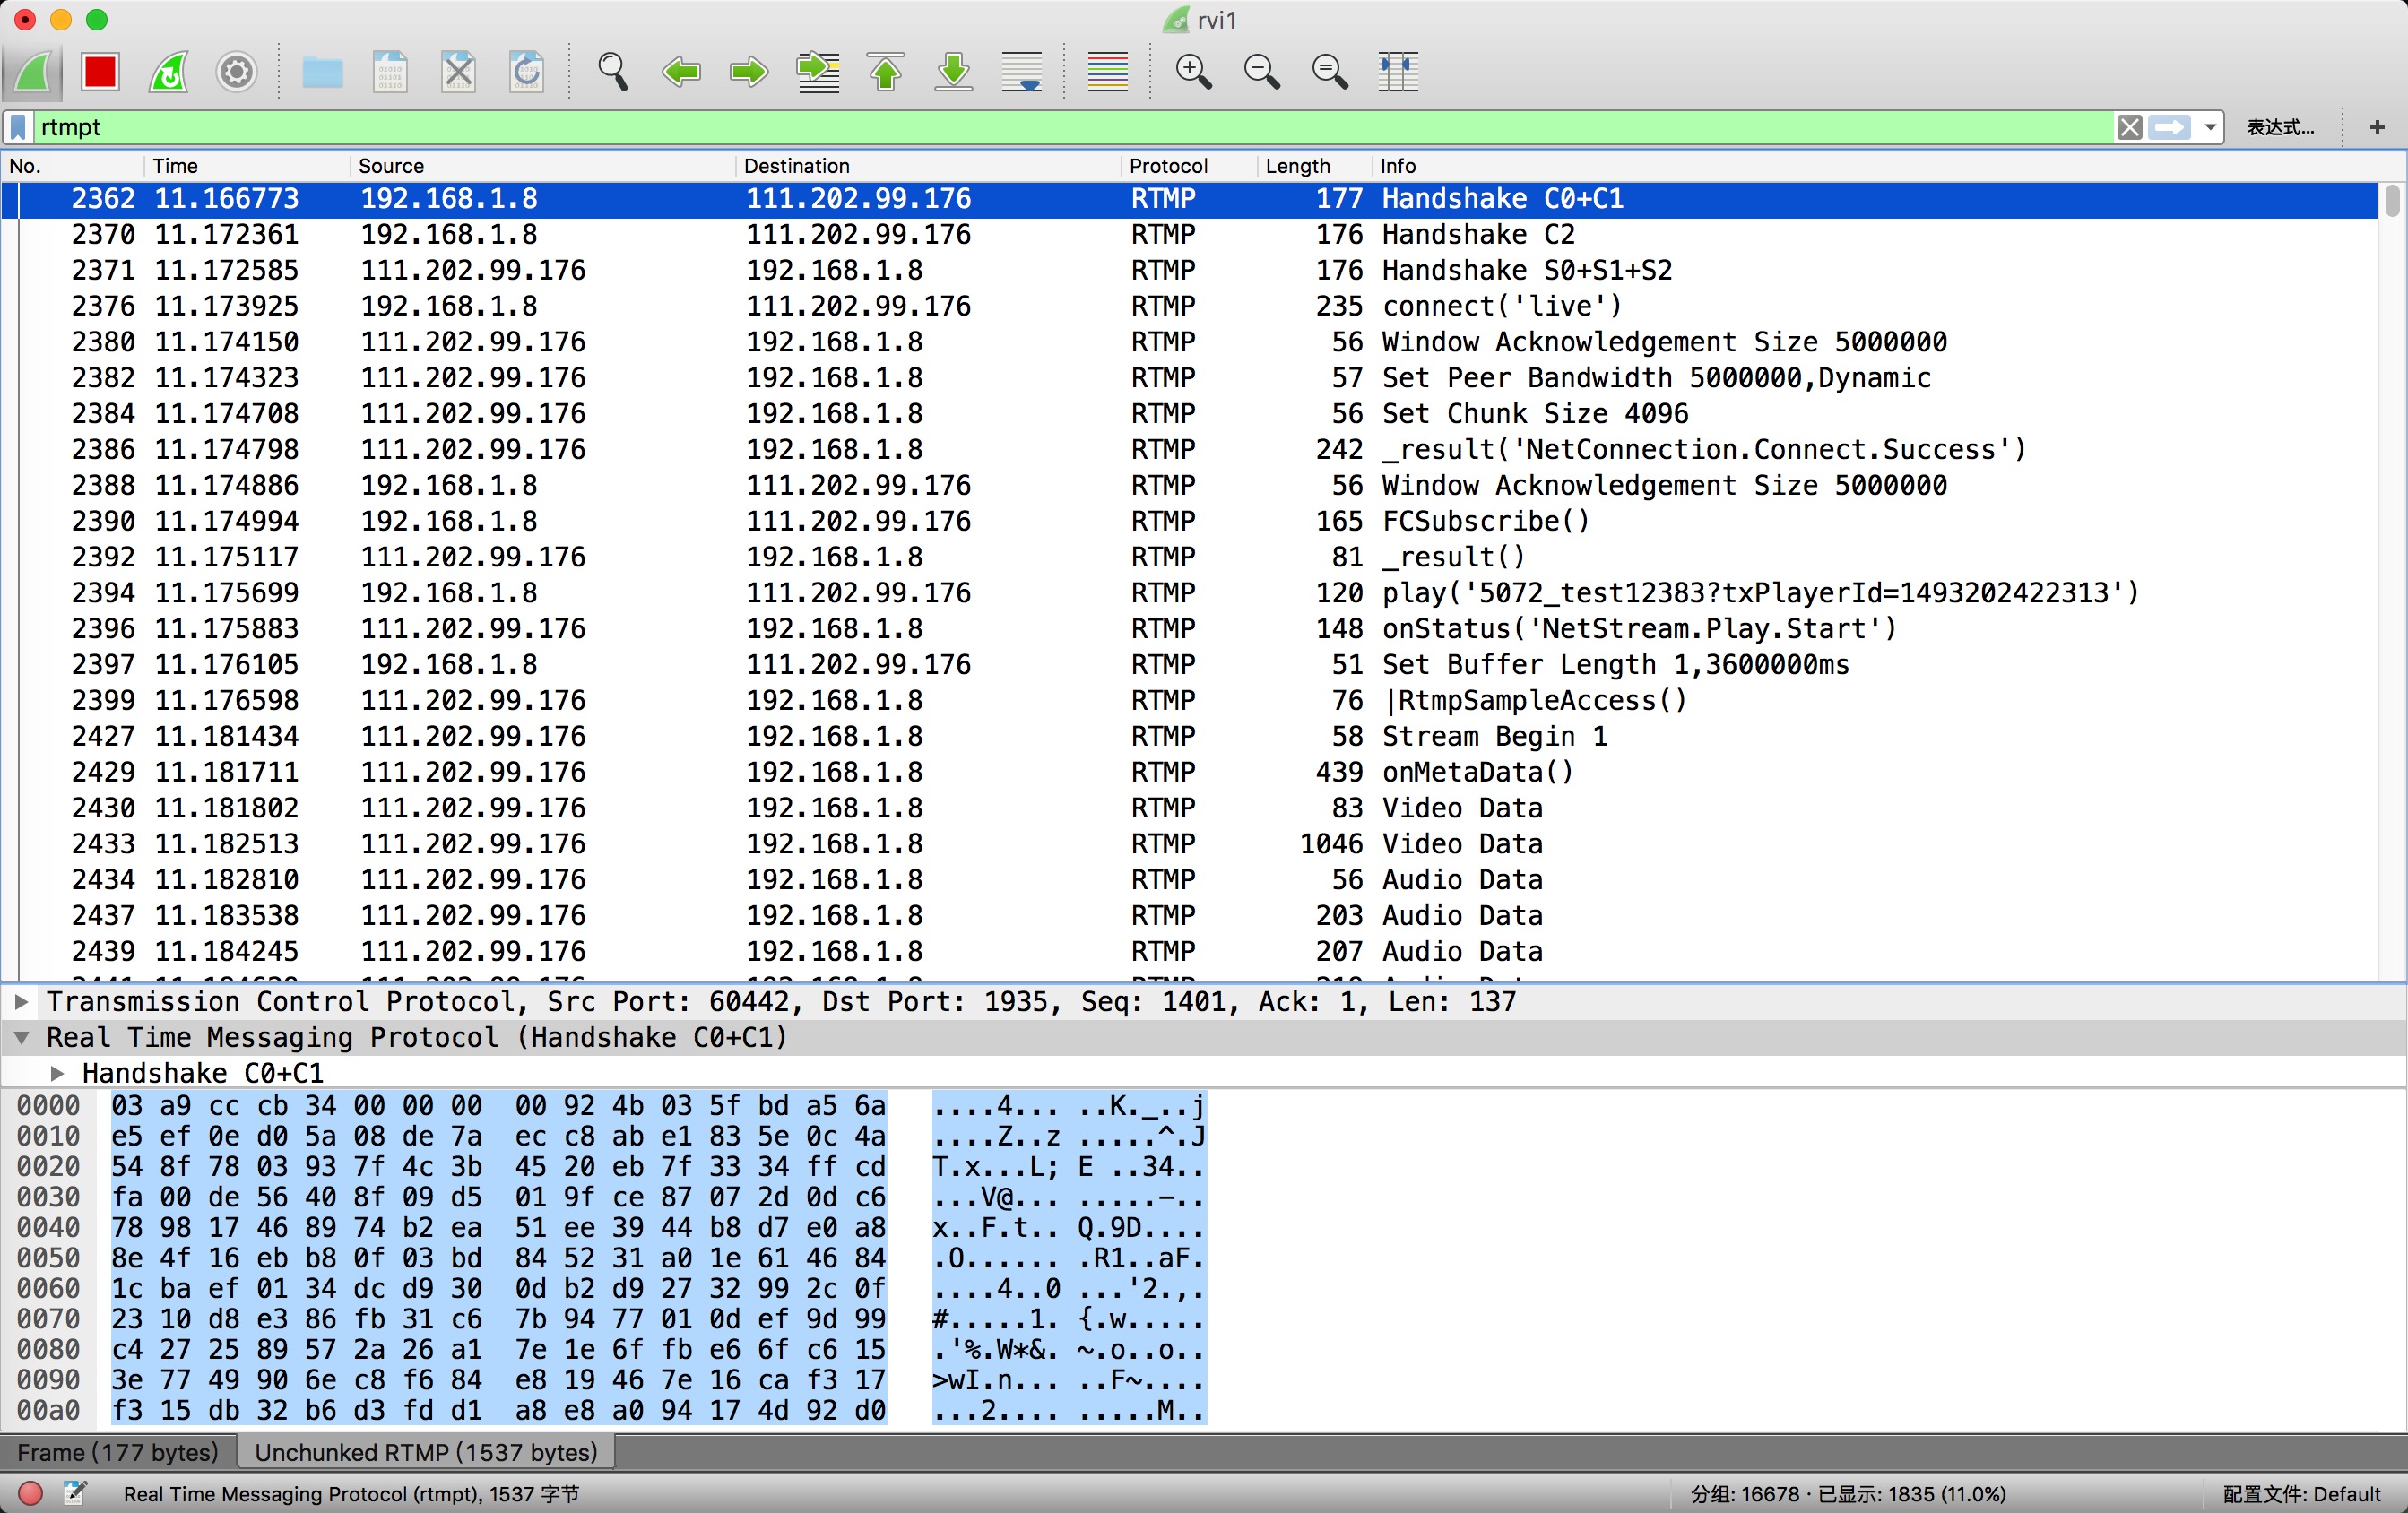 rvi1
rtmpt 表达式… +
No. Time Source Destination Protocol Length Info
2362 11.166773 192.168.1.8 111.202.99.176 RTMP 177 Handshake C0+C1
2370 11.172361 192.168.1.8 111.202.99.176 RTMP 176 Handshake C2
2371 11.172585 111.202.99.176 192.168.1.8 RTMP 176 Handshake S0+S1+S2
2376 11.173925 192.168.1.8 111.202.99.176 RTMP 235 connect('live')
2380 11.174150 111.202.99.176 192.168.1.8 RTMP 56 Window Acknowledgement Size 5000000
2382 11.174323 111.202.99.176 192.168.1.8 RTMP 57 Set Peer Bandwidth 5000000,Dynamic
2384 11.174708 111.202.99.176 192.168.1.8 RTMP 56 Set Chunk Size 4096
2386 11.174798 111.202.99.176 192.168.1.8 RTMP 242 _result('NetConnection.Connect.Success')
2388 11.174886 192.168.1.8 111.202.99.176 RTMP 56 Window Acknowledgement Size 5000000
2390 11.174994 192.168.1.8 111.202.99.176 RTMP 165 FCSubscribe()
2392 11.175117 111.202.99.176 192.168.1.8 RTMP 81 _result()
2394 11.175699 192.168.1.8 111.202.99.176 RTMP 120 play('5072_test12383?txPlayerId=1493202422313')
2396 11.175883 111.202.99.176 192.168.1.8 RTMP 148 onStatus('NetStream.Play.Start')
2397 11.176105 192.168.1.8 111.202.99.176 RTMP 51 Set Buffer Length 1,3600000ms
2399 11.176598 111.202.99.176 192.168.1.8 RTMP 76 |RtmpSampleAccess()
2427 11.181434 111.202.99.176 192.168.1.8 RTMP 58 Stream Begin 1
2429 11.181711 111.202.99.176 192.168.1.8 RTMP 439 onMetaData()
2430 11.181802 111.202.99.176 192.168.1.8 RTMP 83 Video Data
2433 11.182513 111.202.99.176 192.168.1.8 RTMP 1046 Video Data
2434 11.182810 111.202.99.176 192.168.1.8 RTMP 56 Audio Data
2437 11.183538 111.202.99.176 192.168.1.8 RTMP 203 Audio Data
2439 11.184245 111.202.99.176 192.168.1.8 RTMP 207 Audio Data
Transmission Control Protocol, Src Port: 60442, Dst Port: 1935, Seq: 1401, Ack: 1, Len: 137
Real Time Messaging Protocol (Handshake C0+C1)
Handshake C0+C1
0000 03 a9 cc cb 34 00 00 00 00 92 4b 03 5f bd a5 6a ....4... ..K._..j
0010 e5 ef 0e d0 5a 08 de 7a ec c8 ab e1 83 5e 0c 4a ....Z..z .....^.J
0020 54 8f 78 03 93 7f 4c 3b 45 20 eb 7f 33 34 ff cd T.x...L; E ..34..
0030 fa 00 de 56 40 8f 09 d5 01 9f ce 87 07 2d 0d c6 ...V@... .....-..
0040 78 98 17 46 89 74 b2 ea 51 ee 39 44 b8 d7 e0 a8 x..F.t.. Q.9D....
0050 8e 4f 16 eb b8 0f 03 bd 84 52 31 a0 1e 61 46 84 .O...... .R1..aF.
0060 1c ba ef 01 34 dc d9 30 0d b2 d9 27 32 99 2c 0f ....4..0 ...'2.,.
0070 23 10 d8 e3 86 fb 31 c6 7b 94 77 01 0d ef 9d 99 #.....1. {.w.....
0080 c4 27 25 89 57 2a 26 a1 7e 1e 6f fb e6 6f c6 15 .'%.W*&. ~.o..o..
0090 3e 77 49 90 6e c8 f6 84 e8 19 46 7e 16 ca f3 17 >wI.n... ..F~....
00a0 f3 15 db 32 b6 d3 fd d1 a8 e8 a0 94 17 4d 92 d0 ...2.... .....M..
Frame (177 bytes) Unchunked RTMP (1537 bytes)
Real Time Messaging Protocol (rtmpt), 1537 字节 分组: 16678 · 已显示: 1835 (11.0%) 配置文件: Default